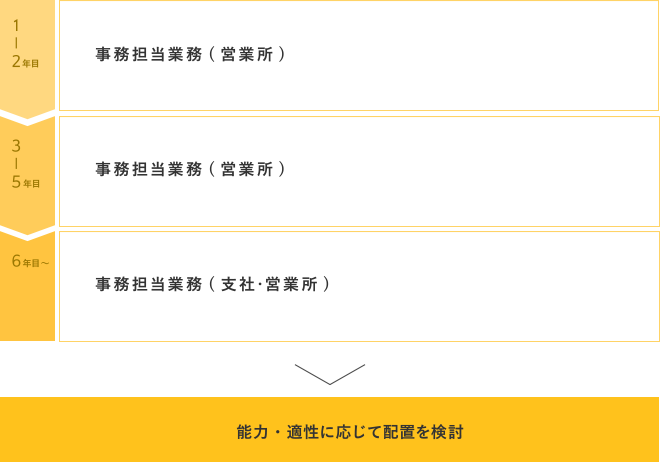 1
|
2年目
事務担当業務 ( 営業所 )
3
|
5年目
事務担当業務 ( 営業所 )
6年目～
事務担当業務 ( 支社･営業所 )
能力・適性に応じて配置を検討